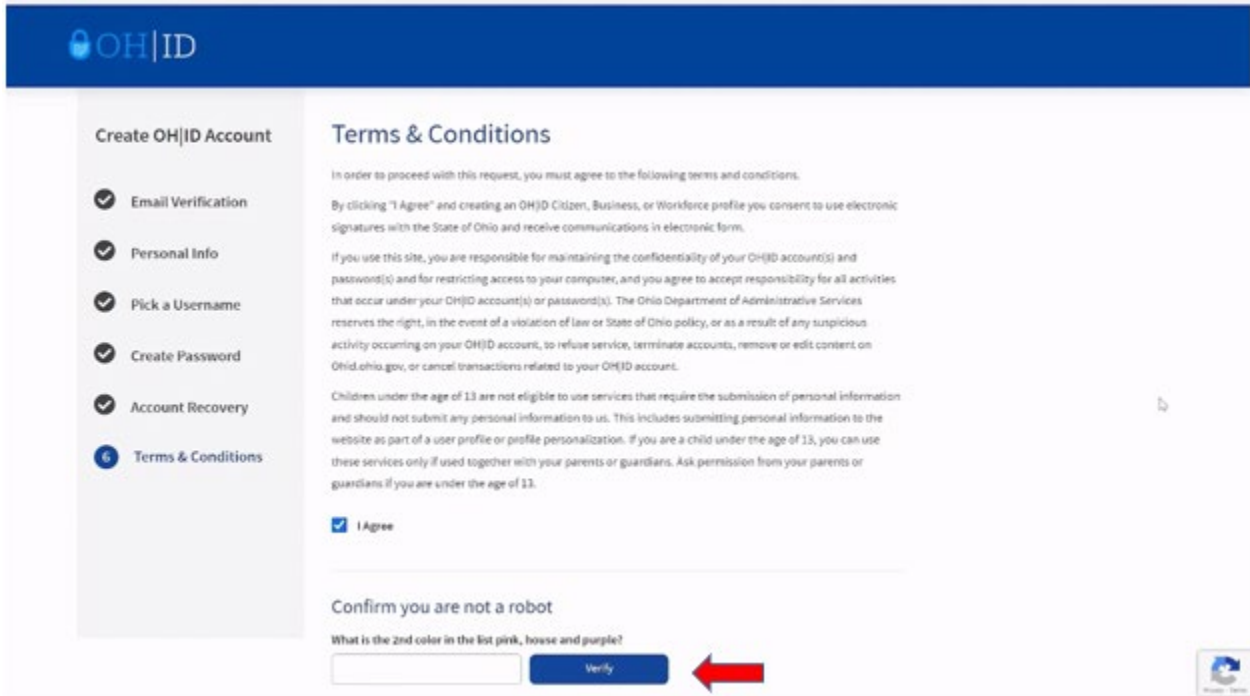 OH|ID
Create OH|ID Account
Email Verification
Personal Info
Pick a Username
Create Password
Account Recovery
6 Terms & Conditions
Terms & Conditions
In order to proceed with this request, you must agree to the following terms and conditions.
By clicking "I Agree" and creating an OH|ID Citizen, Business, or Workforce profile you consent to use electronic
signatures with the State of Ohio and receive communications in electronic form.
If you use this site, you are responsible for maintaining the confidentiality of your OH|ID account(s) and
password(s) and for restricting access to your computer, and you agree to accept responsibility for all activities
that occur under your OH|ID account(s) or password(s). The Ohio Department of Administrative Services
reserves the right, in the event of a violation of law or State of Ohio policy, or as a result of any suspicious
activity occurring on your OH|ID account, to refuse service, terminate accounts, remove or edit content on
Ohid.ohio.gov, or cancel transactions related to your OH|ID account.
Children under the age of 13 are not eligible to use services that require the submission of personal information
and should not submit any personal information to us. This includes submitting personal information to the
website as part of a user profile or profile personalization. If you are a child under the age of 13, you can use
these services only if used together with your parents or guardians. Ask permission from your parents or
guardians if you are under the age of 13.
I Agree
Confirm you are not a robot
What is the 2nd color in the list pink, house and purple?
Verify
Privacy - Terms